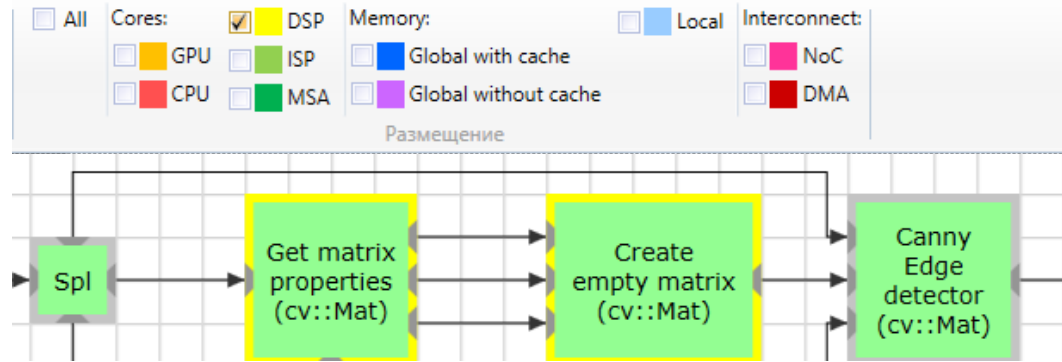 All Cores: DSP Memory: Local Interconnect:
GPU ISP Global with cache NoC
CPU MSA Global without cache DMA
Размещение
Spl
Get matrix
properties
(cv::Mat)
Create
empty matrix
(cv::Mat)
Canny
Edge
detector
(cv::Mat)